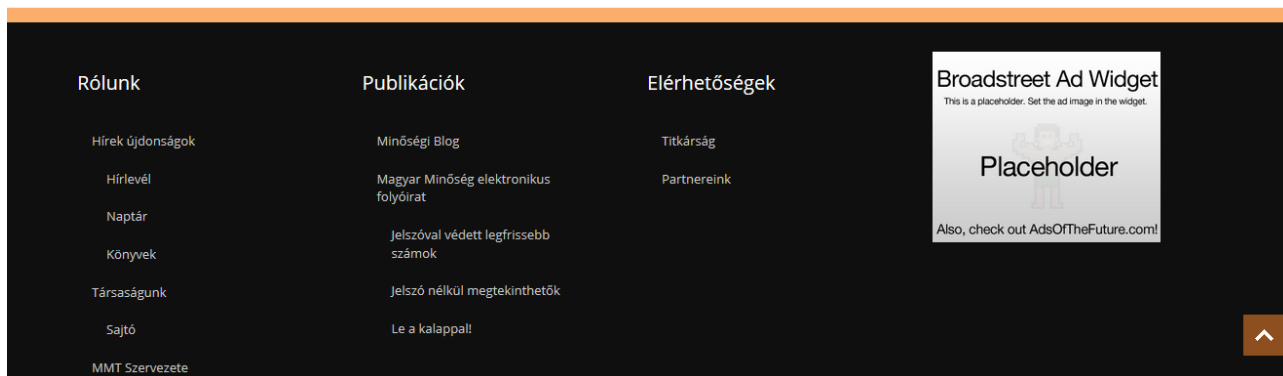 Rólunk
Hírek újdonságok
Hírlevél
Naptár
Könyvek
Társaságunk
Sajtó
MMT Szervezete
Publikációk
Minőségi Blog
Magyar Minőség elektronikus
folyóirat
Jelszóval védett legfrissebb
számok
Jelszó nélkül megtekinthetők
Le a kalappal!
Elérhetőségek
Titkárság
Partnereink
Broadstreet Ad Widget
This is a placeholder. Set the ad image in the widget.
Placeholder
Also, check out AdsOfTheFuture.com!